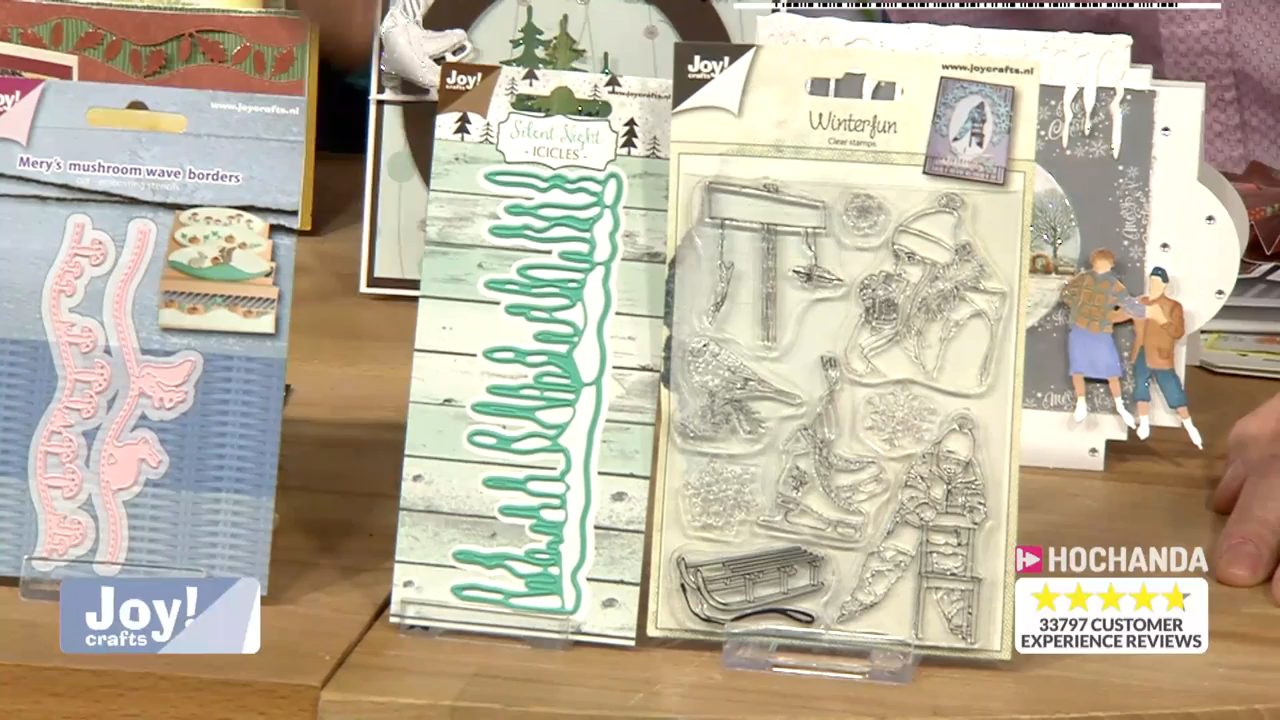 www.joycrafts.nl
Mery's mushroom wave borders
Joy!
crafts
Silent Night
- ICICLES -
Joy!
crafts
www.joycrafts.nl
Winterfun
Clear stamps
Joy!
crafts
HOCHANDA
33797 CUSTOMER
EXPERIENCE REVIEWS